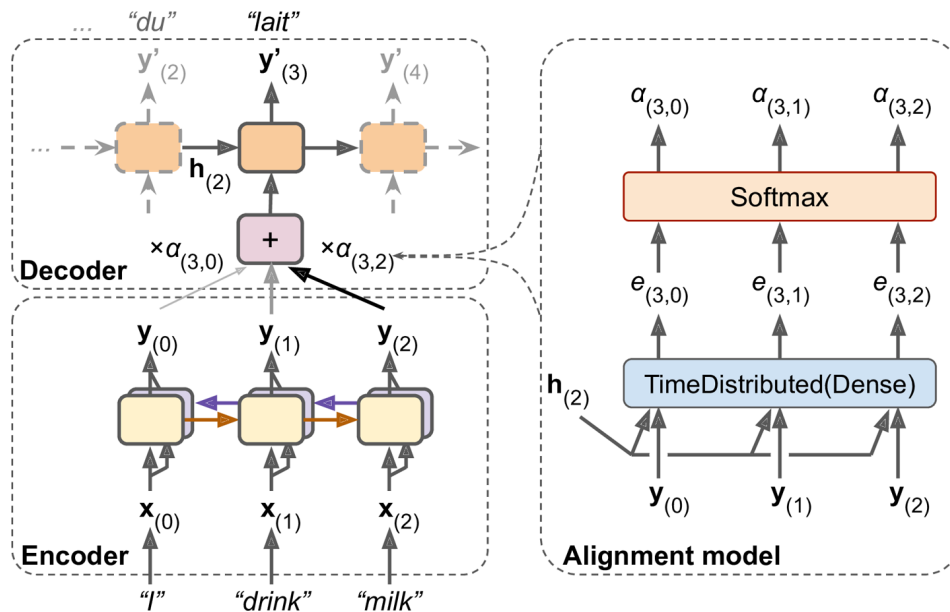 ... “du” “lait”
y’(2) y’(3) y’(4)
...
h(2)
+
×α(3,0) ×α(3,2)
Decoder
y(0) y(1) y(2)
x(0) x(1) x(2)
Encoder
“I” “drink” “milk”
α(3,0) α(3,1) α(3,2)
Softmax
e(3,0) e(3,1) e(3,2)
TimeDistributed(Dense)
h(2)
y(0) y(1) y(2)
Alignment model